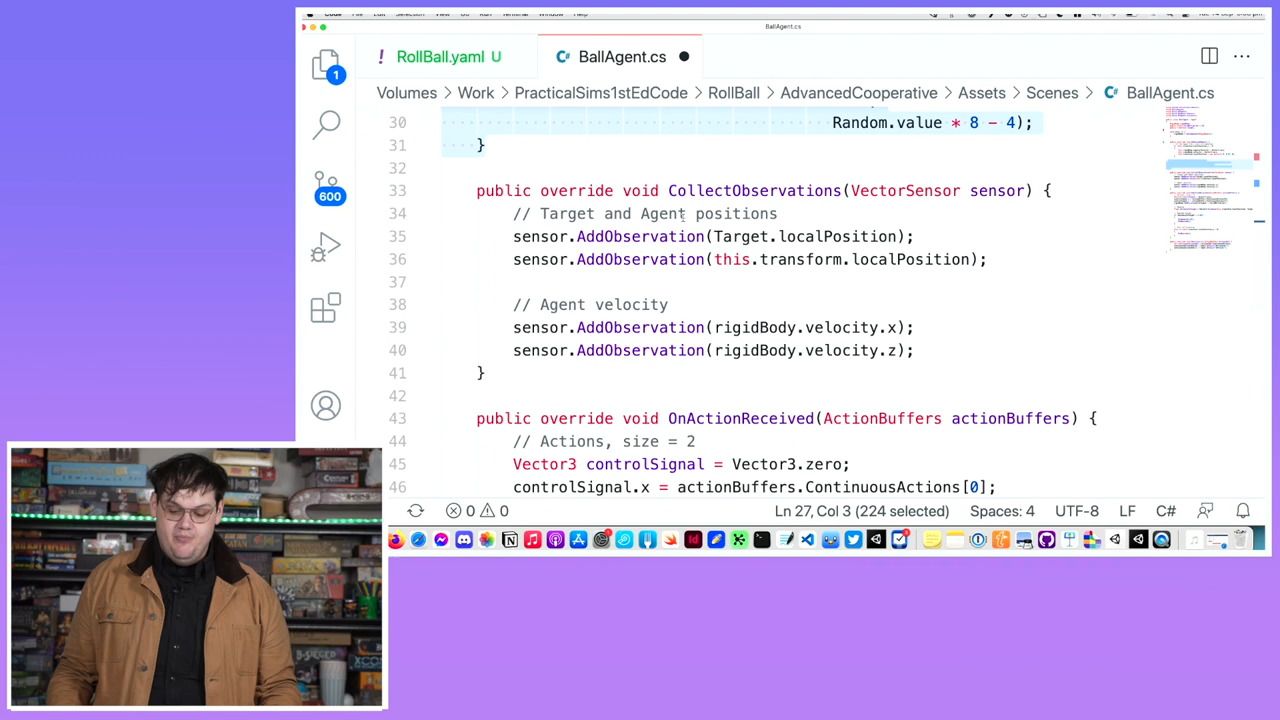 BallAgent.cs
RollBall.yaml U
BallAgent.cs
Volumes > Work > PracticalSims1stEdCode > RollBall > AdvancedCooperative > Assets > Scenes > BallAgent.cs
1
600
30 Random.value * 8 - 4);
31 }
32
33 public override void CollectObservations(VectorSensor sensor) {
34 // Target and Agent positions
35 sensor.AddObservation(Target.localPosition);
36 sensor.AddObservation(this.transform.localPosition);
37
38 // Agent velocity
39 sensor.AddObservation(rigidBody.velocity.x);
40 sensor.AddObservation(rigidBody.velocity.z);
41 }
42
43 public override void OnActionReceived(ActionBuffers actionBuffers) {
44 // Actions, size = 2
45 Vector3 controlSignal = Vector3.zero;
46 controlSignal.x = actionBuffers.ContinuousActions[0];
0 0 Ln 27, Col 3 (224 selected) Spaces: 4 UTF-8 LF C#
B-SIEGED
XCOM